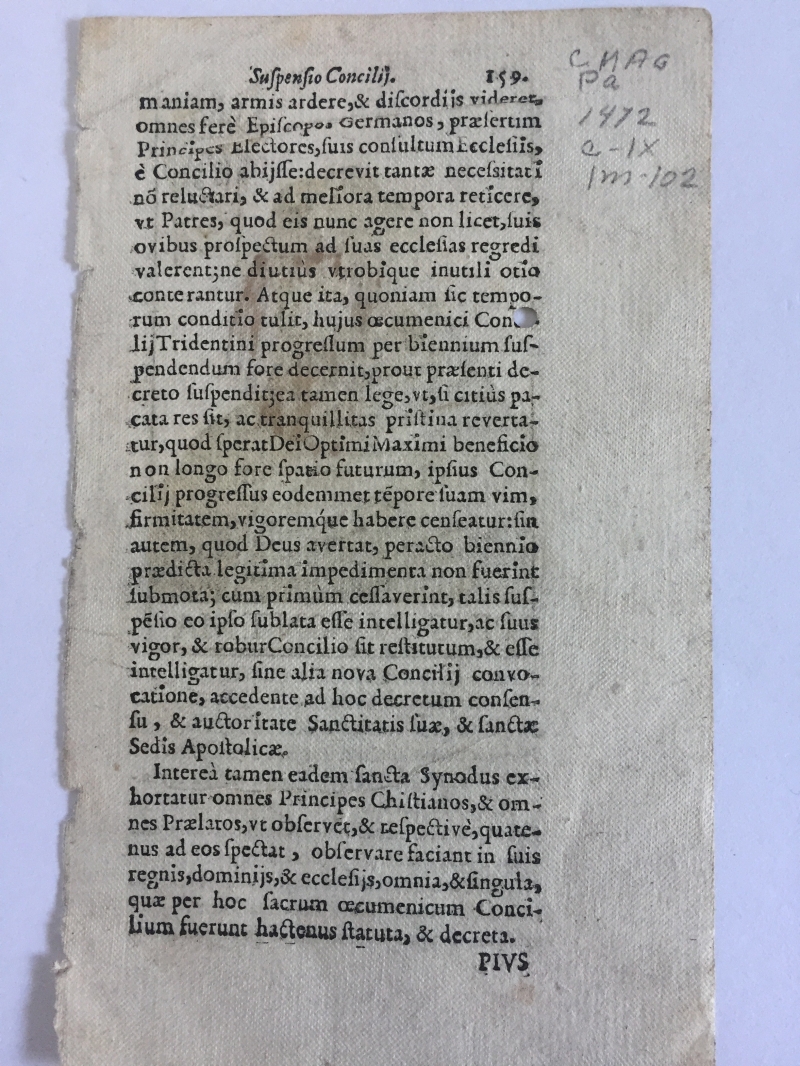 Suſpenſio Concilij. 159.
maniam, armis ardere,& diſcordijs videret,
omnes ferè Epiſcopos Germanos, præſertim
Principes Electores,ſuis conſultum Eccleſiis,
è Concilio abijſſe:decrevit tantæ neceſsitati
nõ reluctari, & ad meliora tempora reticere,
vt Patres, quod eis nunc agere non licet,ſuis
ovibus proſpectum ad ſuas eccleſias regredi
valerent;ne diutiùs vtrobique inutili otio
conterantur. Atque ita, quoniam ſic tempo-
rum conditio tulit, hujus œcumenici Con
lij Tridentini progreſſum per biennium ſuſ-
pendendum fore decernit,prout præſenti de-
creto ſuſpendit;ea tamen lege,vt,ſi citiùs pa-
cata res ſit, ac tranquillitas priſtina reverta-
tur,quod ſperat Dei Optimi Maximi beneficio
non longo fore ſpatio futurum, ipſius Con-
cilij progreſſus eodemmet tẽpore ſuam vim,
firmitatem,vigoremq́ue habere cenſeatur:ſin
autem, quod Deus avertat, peracto biennio
prædicta legitima impedimenta non fuerint
ſubmota; cum primùm ceſſaverint, talis ſuſ-
pẽſio eo ipſo ſublata eſſe intelligatur,ac ſuus
vigor, & robur Concilio ſit reſtitutum,& eſſe
intelligatur, ſine alia nova Concilij convo-
catione, accedente ad hoc decretum conſen-
ſu , & auctoritate Sanctitatis ſuæ, & ſanctæ
Sedis Apoſtolicæ.
Intereà tamen eadem ſancta Synodus ex-
hortatur omnes Principes Chiſtianos,& om-
nes Prælatos,vt obſervẽt,& reſpectivè,quate-
nus ad eos ſpectat , obſervare faciant in ſuis
regnis,dominijs,& eccleſijs,omnia,&ſingula,
quæ per hoc ſacrum œcumenicum Conci-
lium fuerunt hactenus ſtatuta, & decreta.
PIVS
C MAG
Pa
1472
a-IX
1m-102